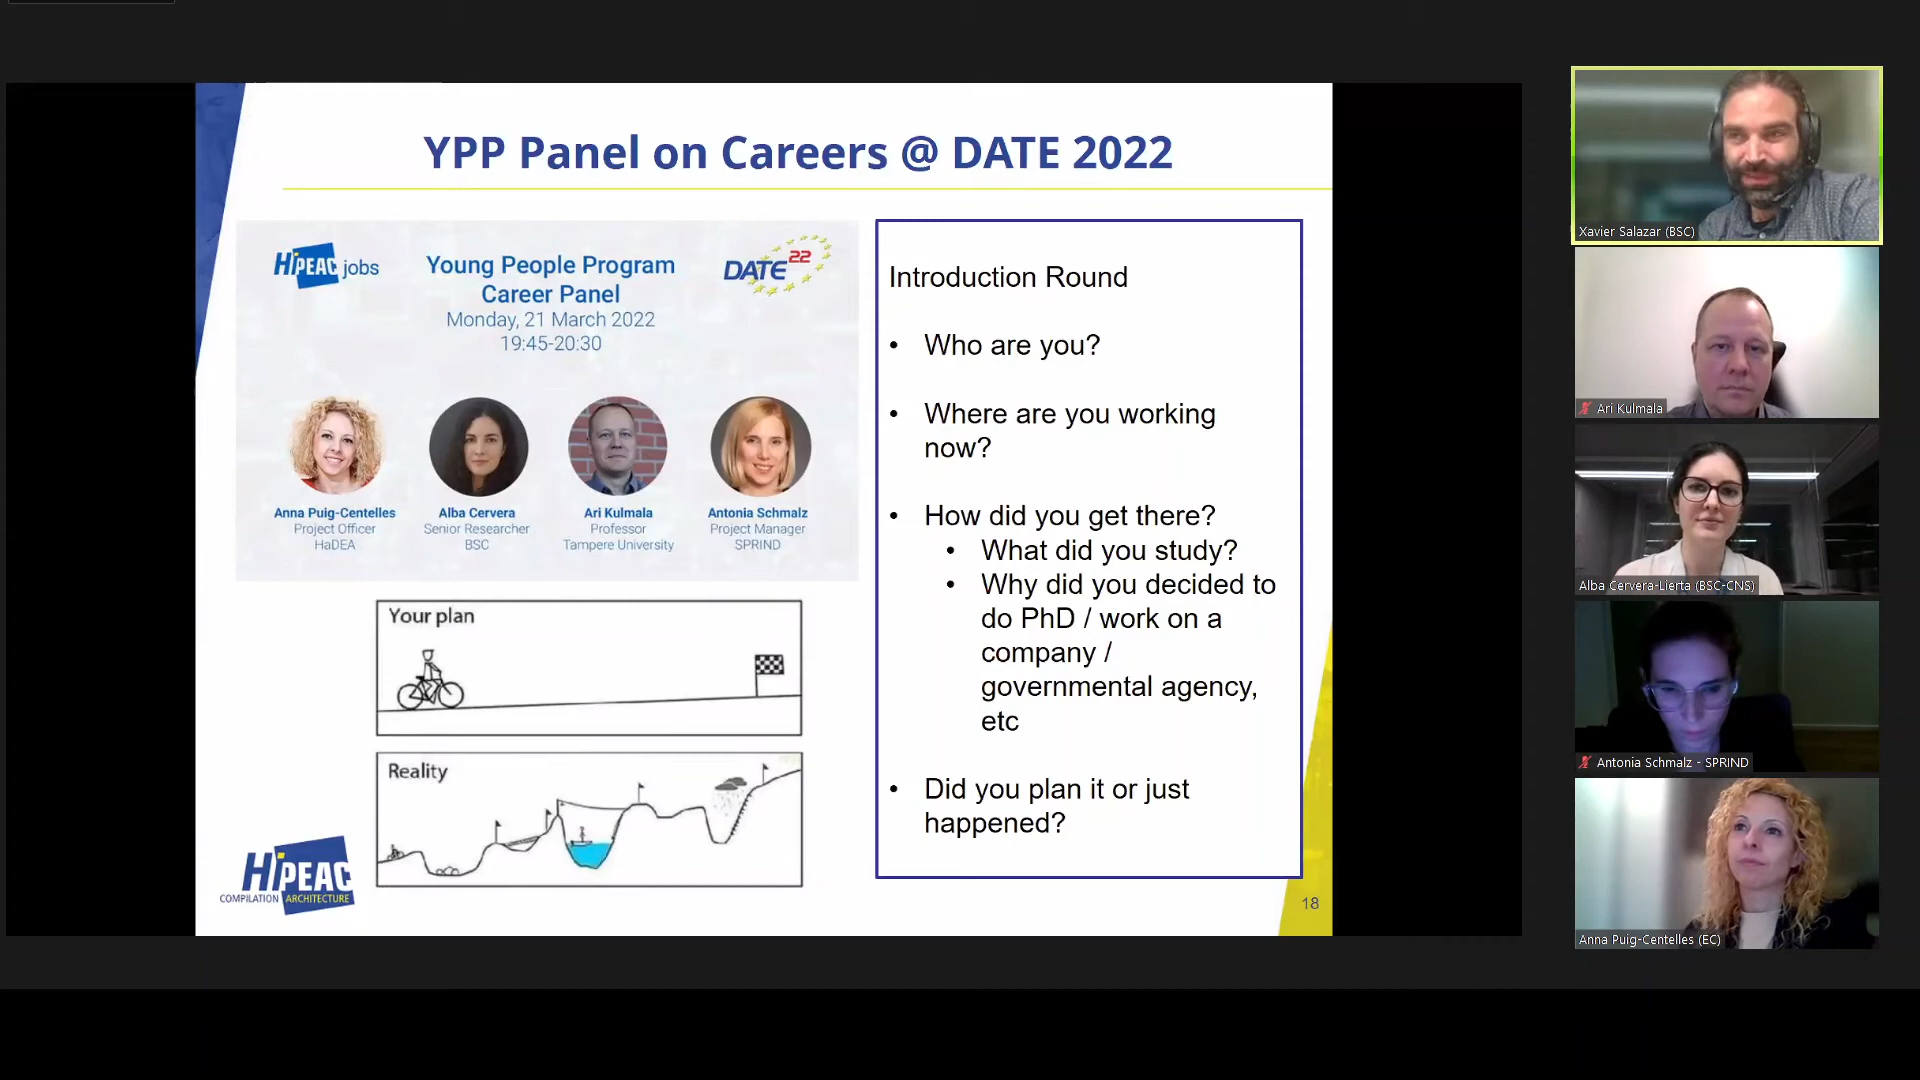 YPP Panel on Careers @ DATE 2022
HiPEAC jobs
Young People Program
Career Panel
Monday, 21 March 2022
19:45-20:30
DATE 22
Anna Puig-Centelles
Project Officer
HaDEA
Alba Cervera
Senior Researcher
BSC
Ari Kulmala
Professor
Tampere University
Antonia Schmalz
Project Manager
SPRIND
Your plan
Reality
HiPEAC
COMPILATION ARCHITECTURE
Introduction Round
• Who are you?
• Where are you working
now?
• How did you get there?
• What did you study?
• Why did you decided to
do PhD / work on a
company /
governmental agency,
etc
• Did you plan it or just
happened?
18
Xavier Salazar (BSC)
Ari Kulmala
Alba Cervera-Lierta (BSC-CNS)
Antonia Schmalz - SPRIND
Anna Puig-Centelles (EC)